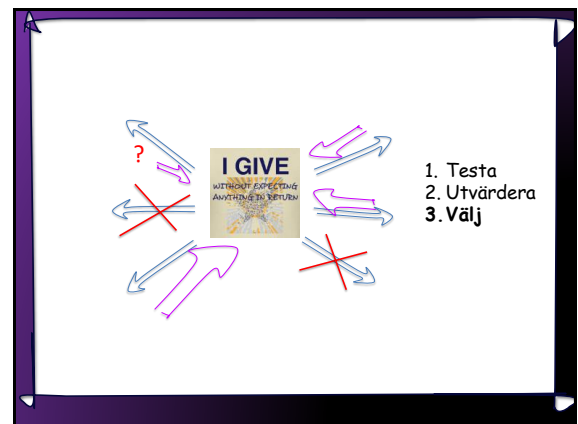 ?
I GIVE
WITHOUT EXPECTING
ANYTHING IN RETURN
1. Testa
2. Utvärdera
3. Välj